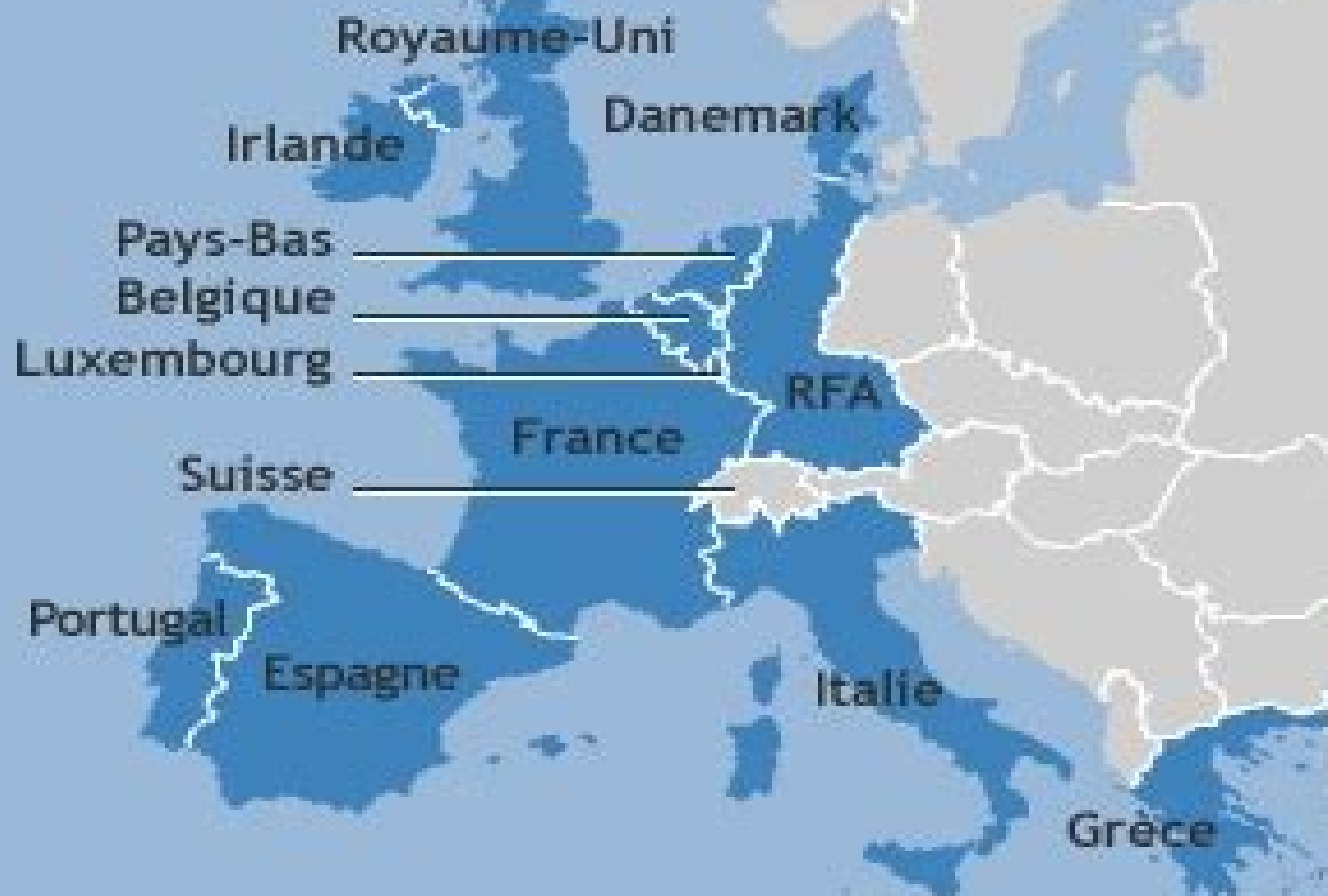 Royaume-Uni
Danemark
Irlande
Pays-Bas
Belgique
Luxembourg
RFA
France
Suisse
Portugal
Espagne
Italie
Grèce